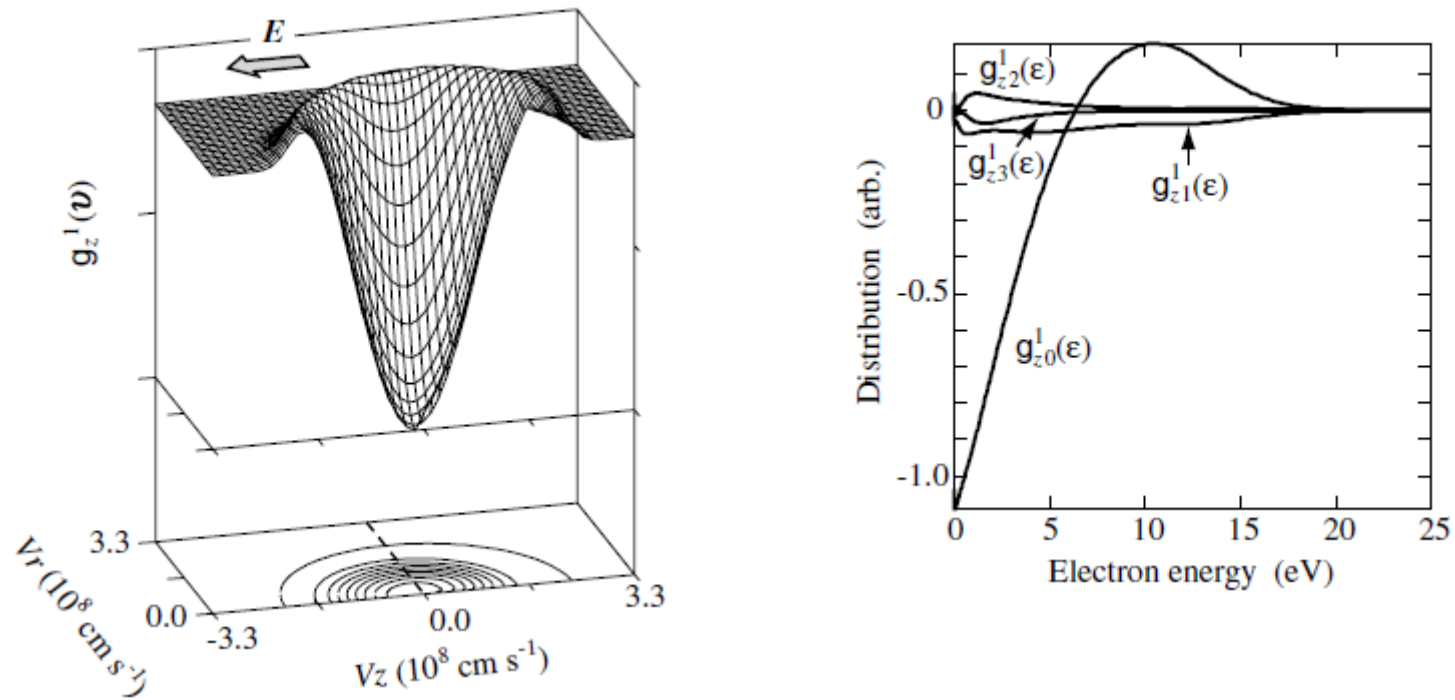 E
g_z^1(v)
3.3
Vr (10^8 cm s^-1)
0.0
-3.3
0.0
3.3
Vz (10^8 cm s^-1)
g^1_z2(ε)
0
g^1_z3(ε)
g^1_z1(ε)
Distribution (arb.)
-0.5
g^1_z0(ε)
-1.0
0
5
10
15
20
25
Electron energy (eV)